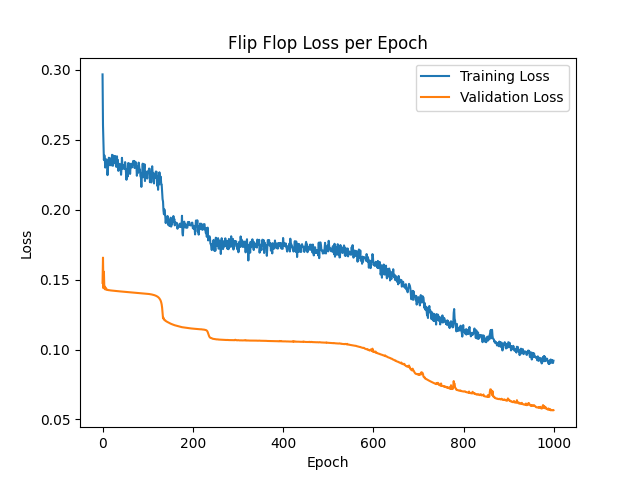 Flip Flop Loss per Epoch
Training Loss
Validation Loss
Loss
0.30
0.25
0.20
0.15
0.10
0.05
0 200 400 600 800 1000
Epoch